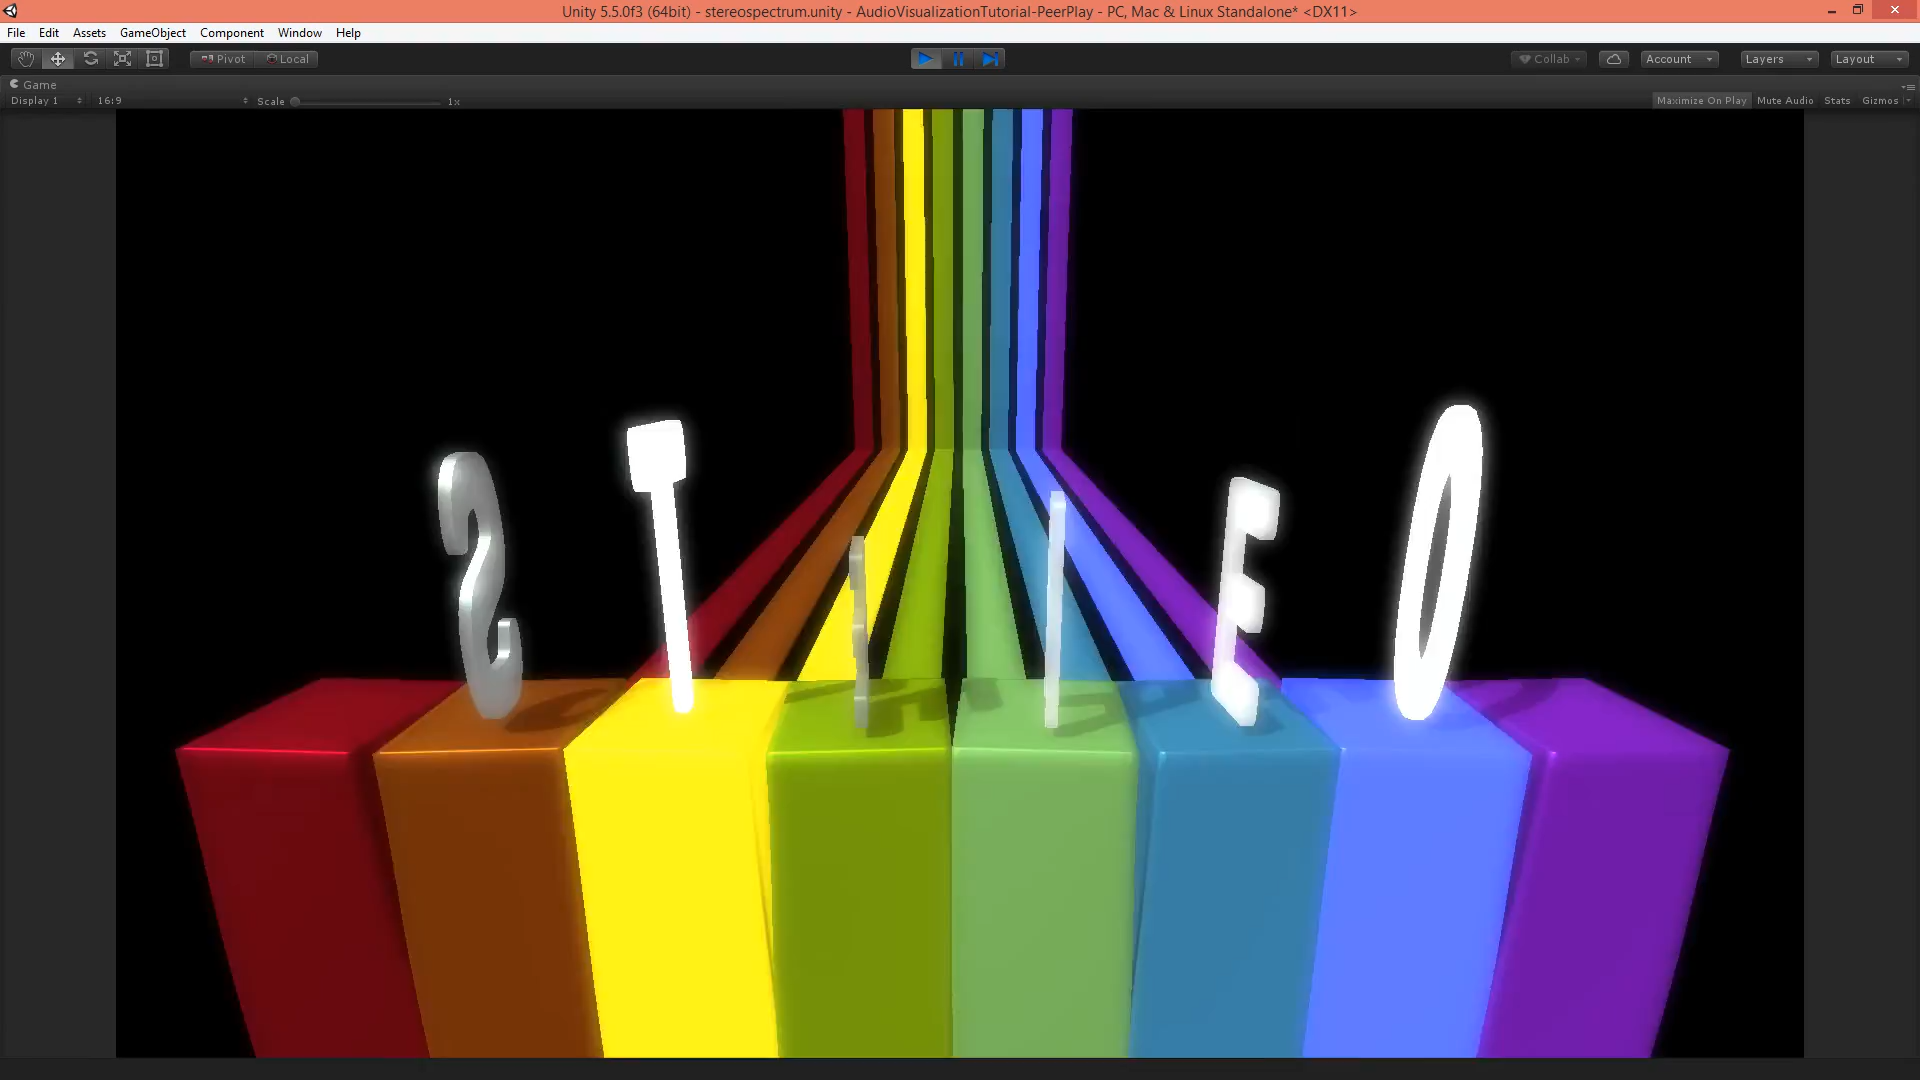 Unity 5.5.0f3 (64bit) - stereospectrum.unity - AudioVisualizationTutorial-PeerPlay - PC, Mac & Linux Standalone* <DX11>
File Edit Assets GameObject Component Window Help
Pivot Local Collab Account Layers Layout
Game
Display 1 16:9 Scale 1x Maximize On Play Mute Audio Stats Gizmos
STEREO